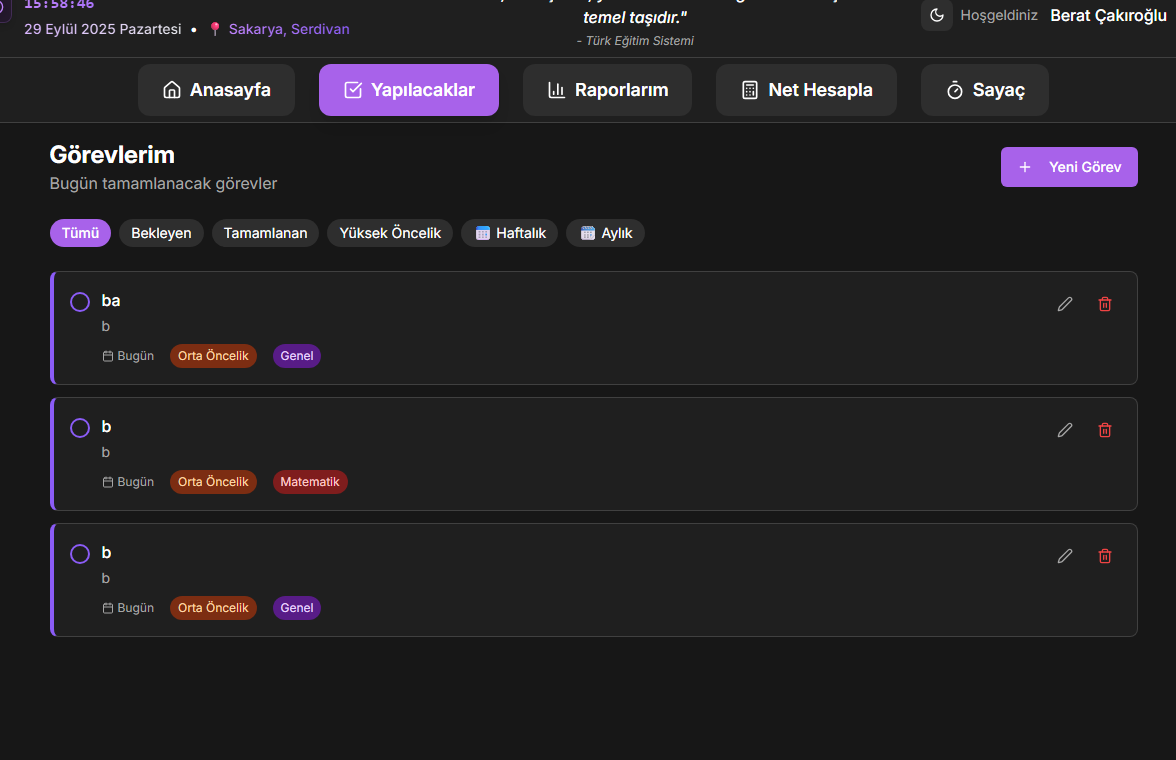 15:58:46
29 Eylül 2025 Pazartesi • Sakarya, Serdivan
temel taşıdır."
- Türk Eğitim Sistemi
Hoşgeldiniz Berat Çakıroğlu
Anasayfa Yapılacaklar Raporlarım Net Hesapla Sayaç
Görevlerim
Bugün tamamlanacak görevler
+ Yeni Görev
Tümü Bekleyen Tamamlanan Yüksek Öncelik Haftalık Aylık
ba
b
Bugün Orta Öncelik Genel
b
b
Bugün Orta Öncelik Matematik
b
b
Bugün Orta Öncelik Genel